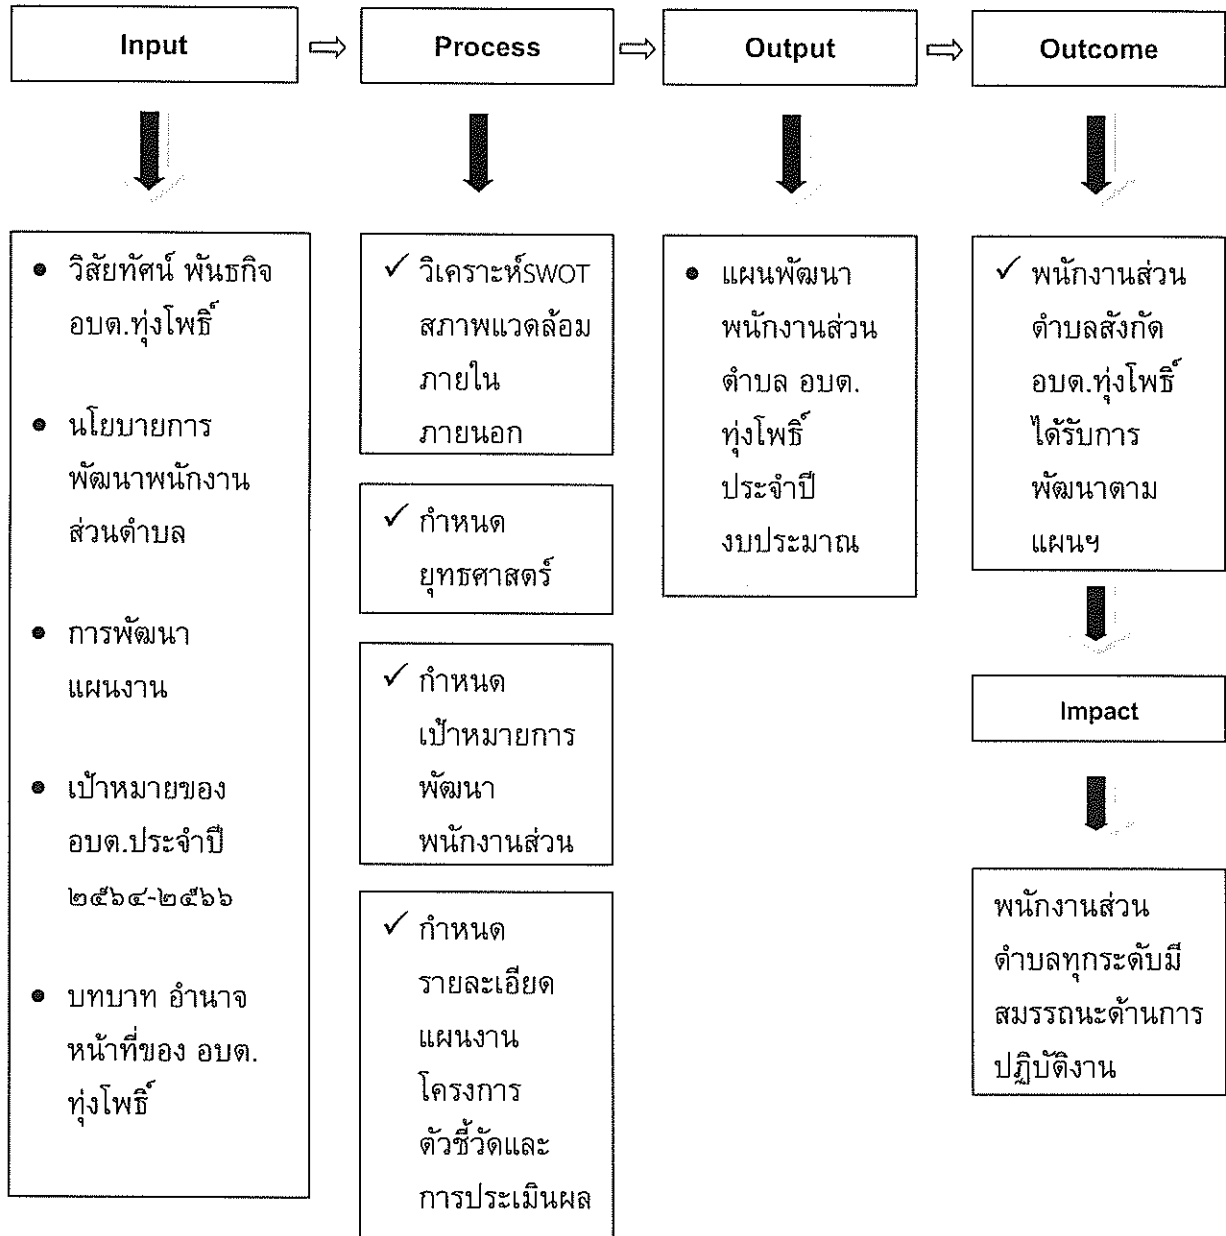 Input
Process
Output
Outcome
วิสัยทัศน์ พันธกิจ
อบต.ทุ่งโพธิ์
นโยบายการ
พัฒนาพนักงาน
ส่วนตำบล
การพัฒนา
แผนงาน
เป้าหมายของ
อบต.ประจำปี
๒๕๖๔-๒๕๖๖
บทบาท อำนาจ
หน้าที่ของ อบต.
ทุ่งโพธิ์
วิเคราะห์SWOT
สภาพแวดล้อม
ภายใน
ภายนอก
กำหนด
ยุทธศาสตร์
กำหนด
เป้าหมายการ
พัฒนา
พนักงานส่วน
กำหนด
รายละเอียด
แผนงาน
โครงการ
ตัวชี้วัดและ
การประเมินผล
แผนพัฒนา
พนักงานส่วน
ตำบล อบต.
ทุ่งโพธิ์
ประจำปี
งบประมาณ
พนักงานส่วน
ตำบลสังกัด
อบต.ทุ่งโพธิ์
ได้รับการ
พัฒนาตาม
แผนฯ
Impact
พนักงานส่วน
ตำบลทุกระดับมี
สมรรถนะด้านการ
ปฏิบัติงาน